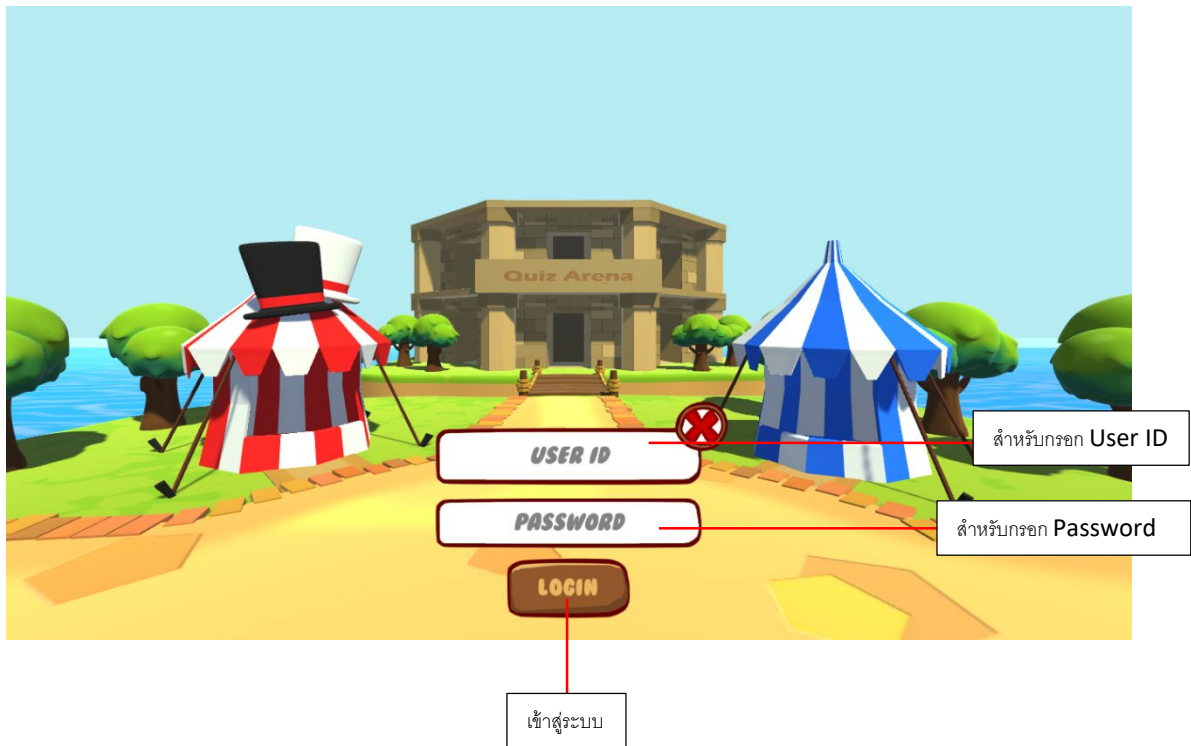 Quiz Arena
USER ID
สำหรับกรอก User ID
PASSWORD
สำหรับกรอก Password
LOGIN
เข้าสู่ระบบ